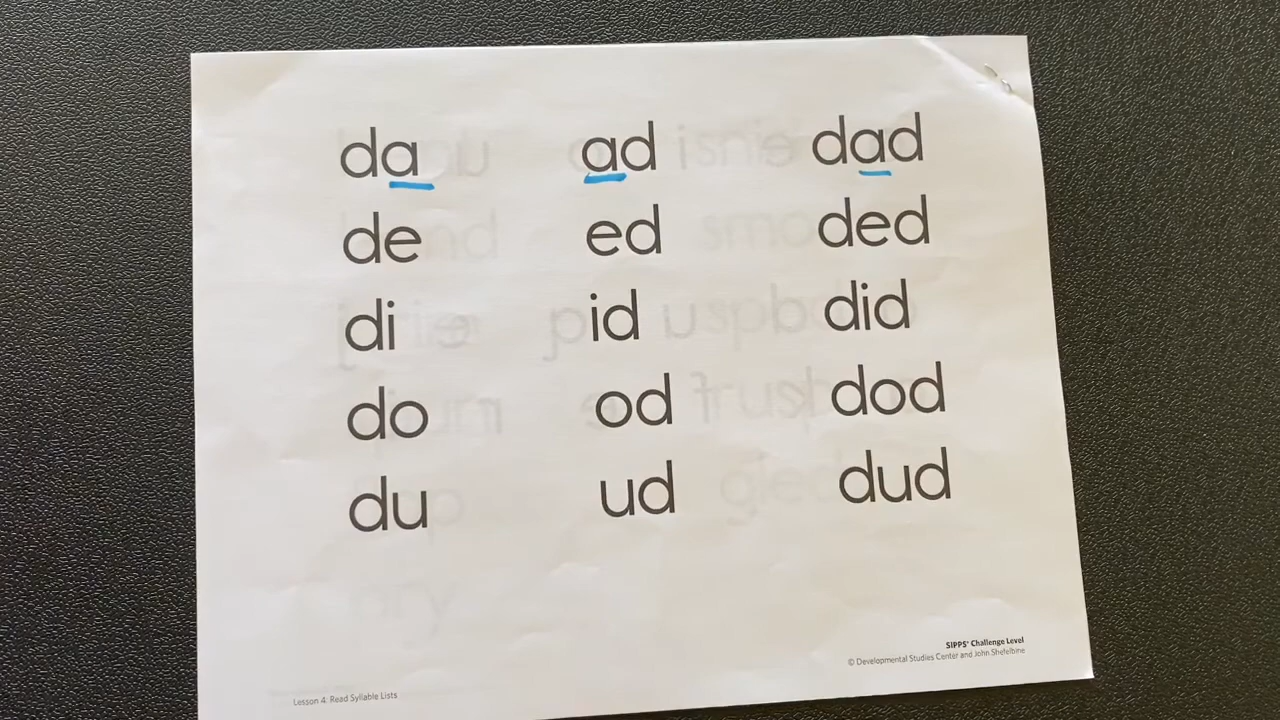 da ad dad
de ed ded
di id did
do od dod
du ud dud
SIPPS® Challenge Level
© Developmental Studies Center and John Shefelbine
Lesson 4: Read Syllable Lists